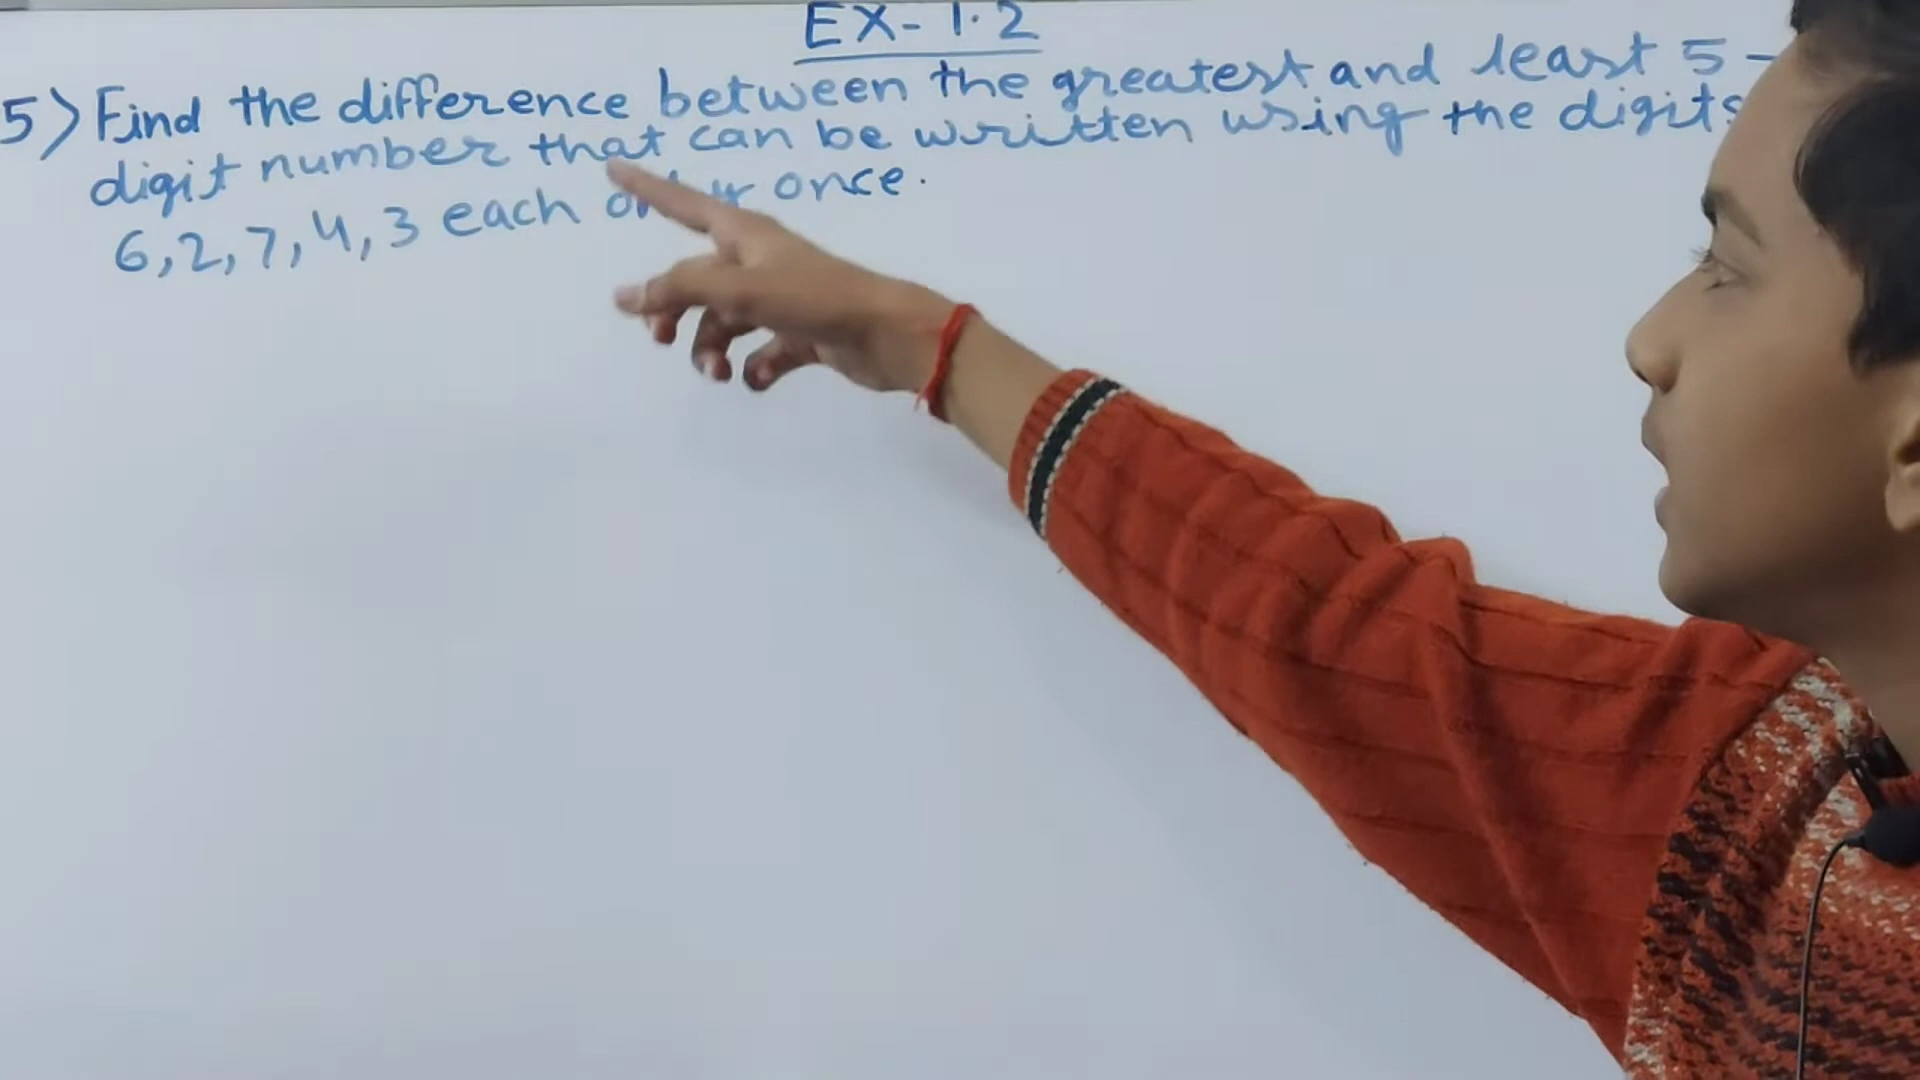 EX-1.2
5) Find the difference between the greatest and least 5-
digit number that can be written using the digits
6,2,7,4,3 each once.